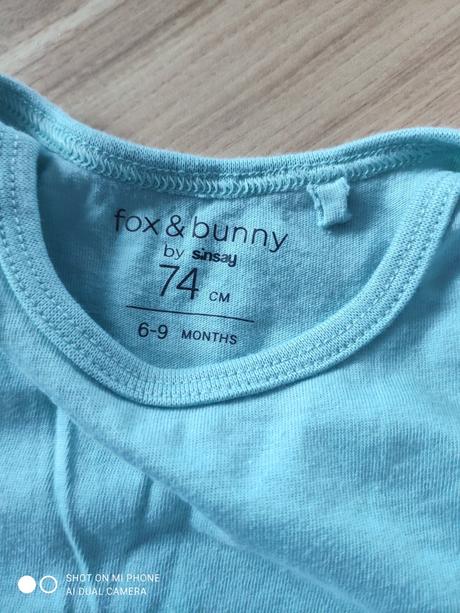 fox & bunny
by sinsay
74 CM
6-9 MONTHS
SHOT ON MI PHONE
AI DUAL CAMERA